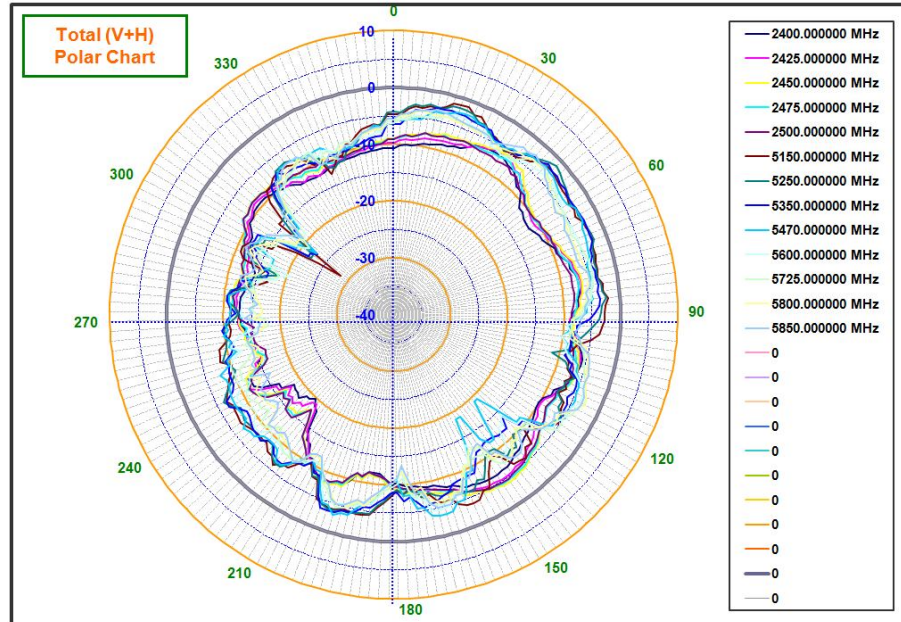 Total (V+H)
Polar Chart
0
30
60
90
120
150
180
210
240
270
300
330
10
0
-10
-20
-30
-40
2400.000000 MHz
2425.000000 MHz
2450.000000 MHz
2475.000000 MHz
2500.000000 MHz
5150.000000 MHz
5250.000000 MHz
5350.000000 MHz
5470.000000 MHz
5600.000000 MHz
5725.000000 MHz
5800.000000 MHz
5850.000000 MHz
0
0
0
0
0
0
0
0
0
0
0